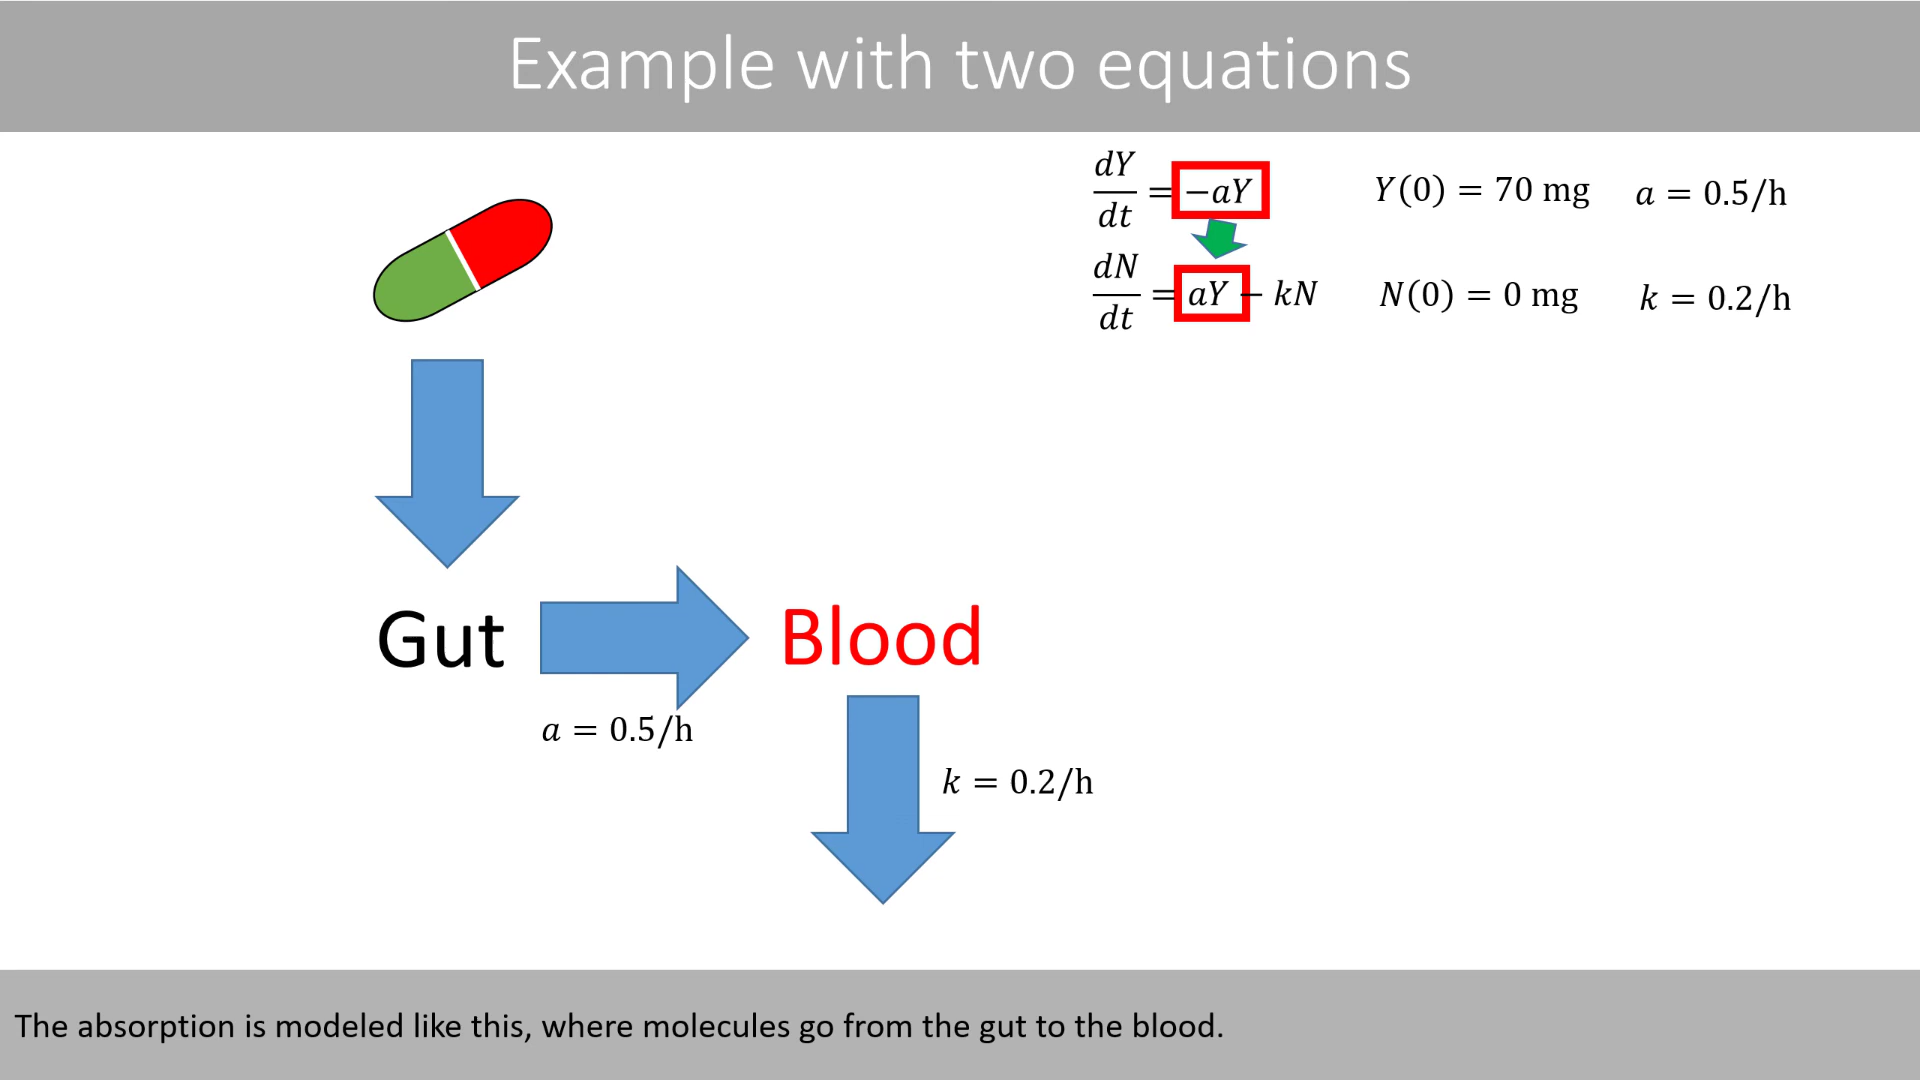 Example with two equations
dY/dt = −aY    Y(0) = 70 mg    a = 0.5/h
dN/dt = aY − kN    N(0) = 0 mg    k = 0.2/h
Gut
Blood
a = 0.5/h
k = 0.2/h
The absorption is modeled like this, where molecules go from the gut to the blood.